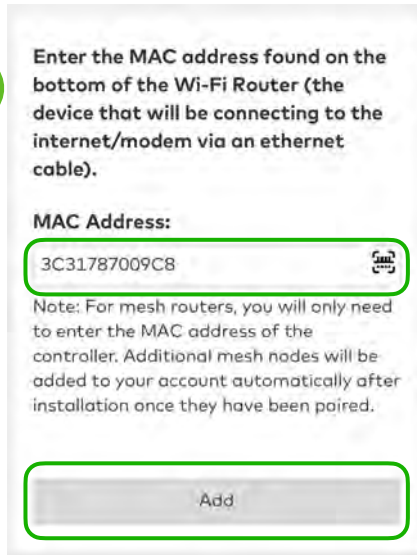 Enter the MAC address found on the
bottom of the Wi-Fi Router (the
device that will be connecting to the
internet/modem via an ethernet
cable).
MAC Address:
3C31787009C8
Note: For mesh routers, you will only need
to enter the MAC address of the
controller. Additional mesh nodes will be
added to your account automatically after
installation once they have been paired.
Add